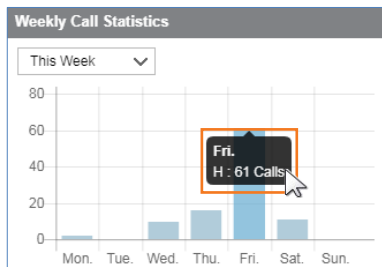 Weekly Call Statistics
This Week
80
60
40
20
0
Fri.
H : 61 Calls
Mon. Tue. Wed. Thu. Fri. Sat. Sun.